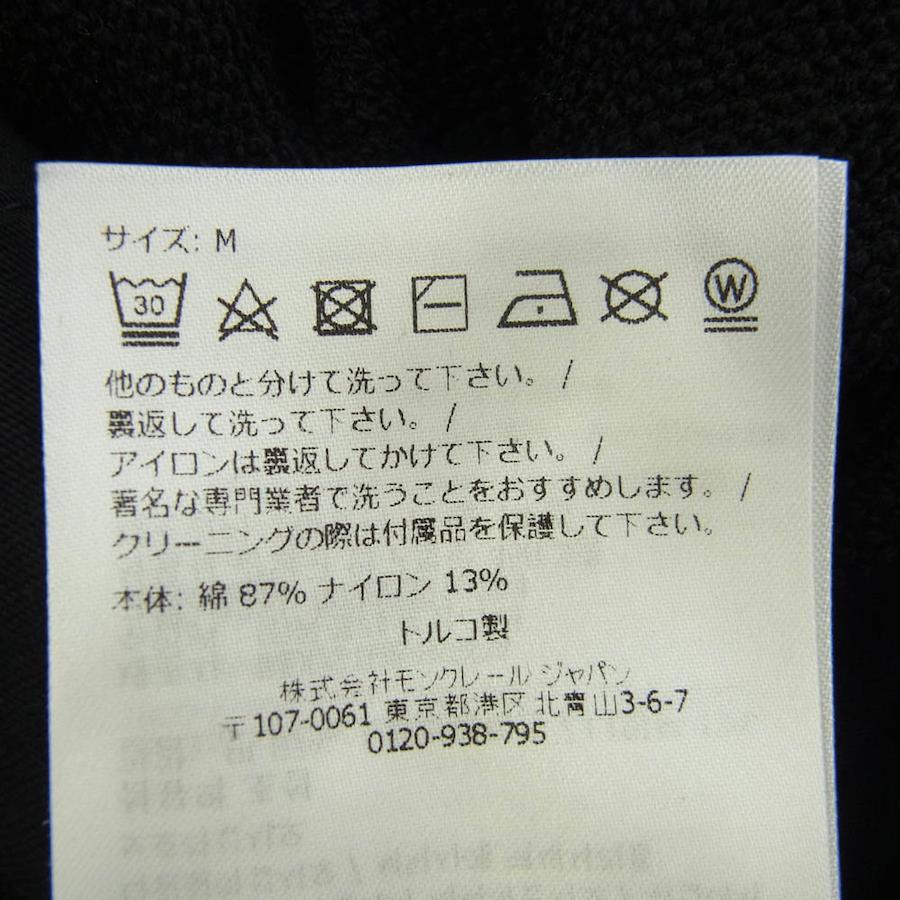 サイズ: M
30
W
他のものと分けて洗って下さい。 /
裏返して洗って下さい。 /
アイロンは裏返してかけて下さい。 /
著名な専門業者で洗うことをおすすめします。 /
クリーニングの際は付属品を保護して下さい。
本体: 綿 87% ナイロン 13%
トルコ製
株式会社モンクレール ジャパン
〒107-0061 東京都港区 北青山3-6-7
0120-938-795